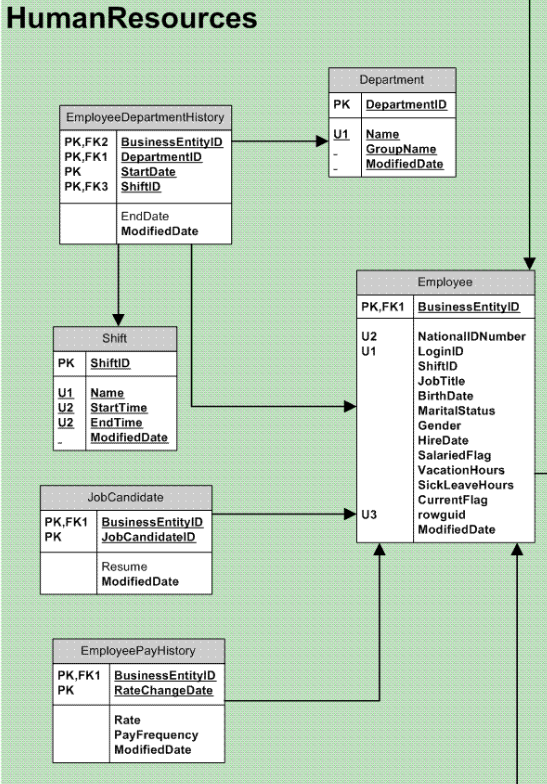 HumanResources
Department
PK DepartmentID
U1 Name
GroupName
ModifiedDate
EmployeeDepartmentHistory
PK,FK2 BusinessEntityID
PK,FK1 DepartmentID
PK StartDate
PK,FK3 ShiftID
EndDate
ModifiedDate
Employee
PK,FK1 BusinessEntityID
U2 NationalIDNumber
U1 LoginID
ShiftID
JobTitle
BirthDate
MaritalStatus
Gender
HireDate
SalariedFlag
VacationHours
SickLeaveHours
CurrentFlag
U3 rowguid
ModifiedDate
Shift
PK ShiftID
U1 Name
U2 StartTime
U2 EndTime
ModifiedDate
JobCandidate
PK,FK1 BusinessEntityID
PK JobCandidateID
Resume
ModifiedDate
EmployeePayHistory
PK,FK1 BusinessEntityID
PK RateChangeDate
Rate
PayFrequency
ModifiedDate